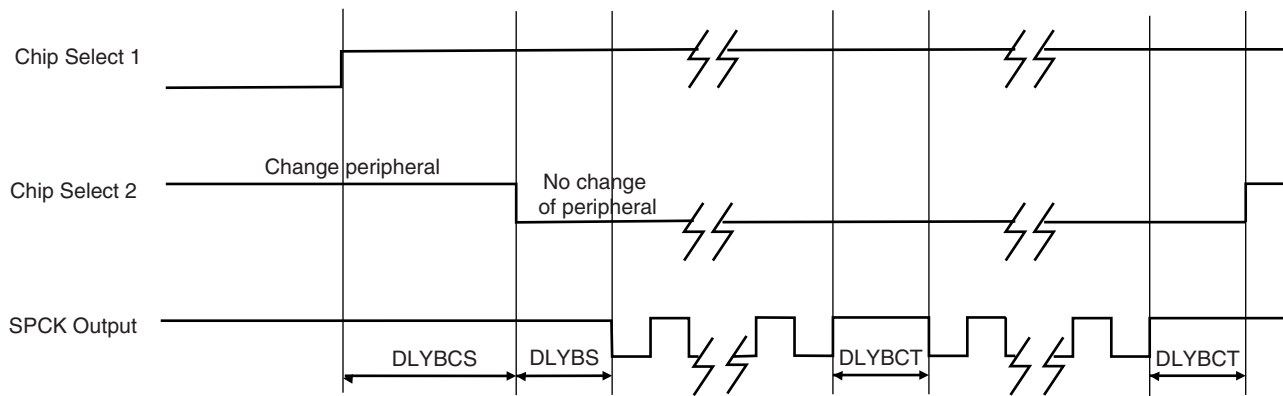 Chip Select 1
Change peripheral
Chip Select 2
No change
of peripheral
SPCK Output
DLYBCS
DLYBS
DLYBCT
DLYBCT